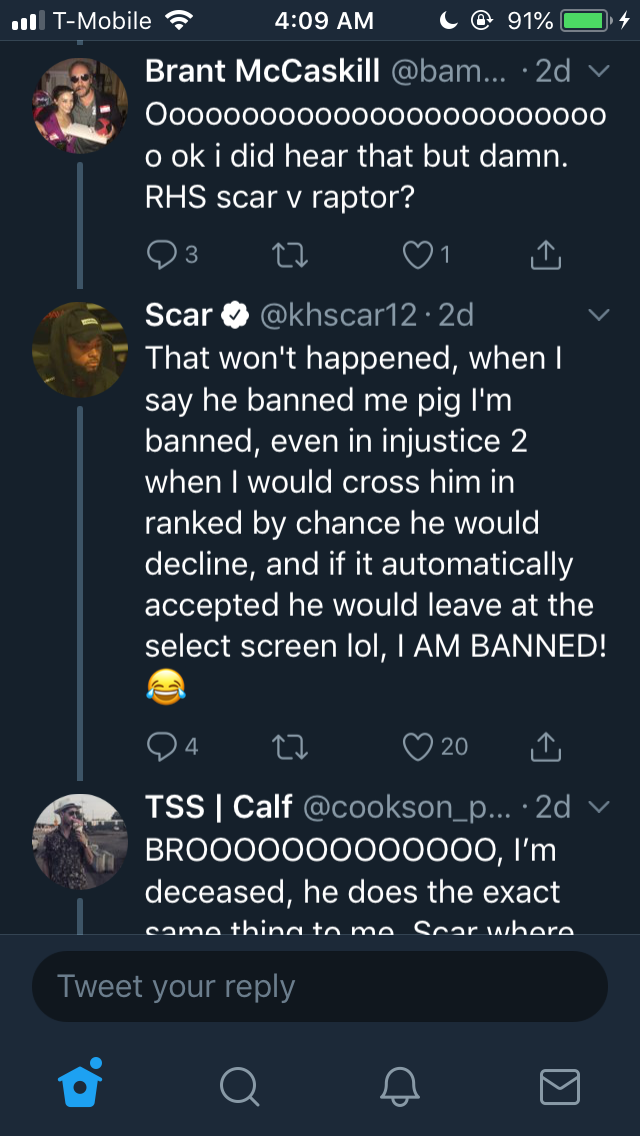 T-Mobile 4:09 AM 91%
Brant McCaskill @bam... · 2d
Oooooooooooooooooooooooooo
o ok i did hear that but damn.
RHS scar v raptor?
3 1
Scar @khscar12 · 2d
That won't happened, when I
say he banned me pig I'm
banned, even in injustice 2
when I would cross him in
ranked by chance he would
decline, and if it automatically
accepted he would leave at the
select screen lol, I AM BANNED!
😂
4 20
TSS | Calf @cookson_p... · 2d
BROOOOOOOOOOOOO, I’m
deceased, he does the exact
same thing to me. Scar where
Tweet your reply